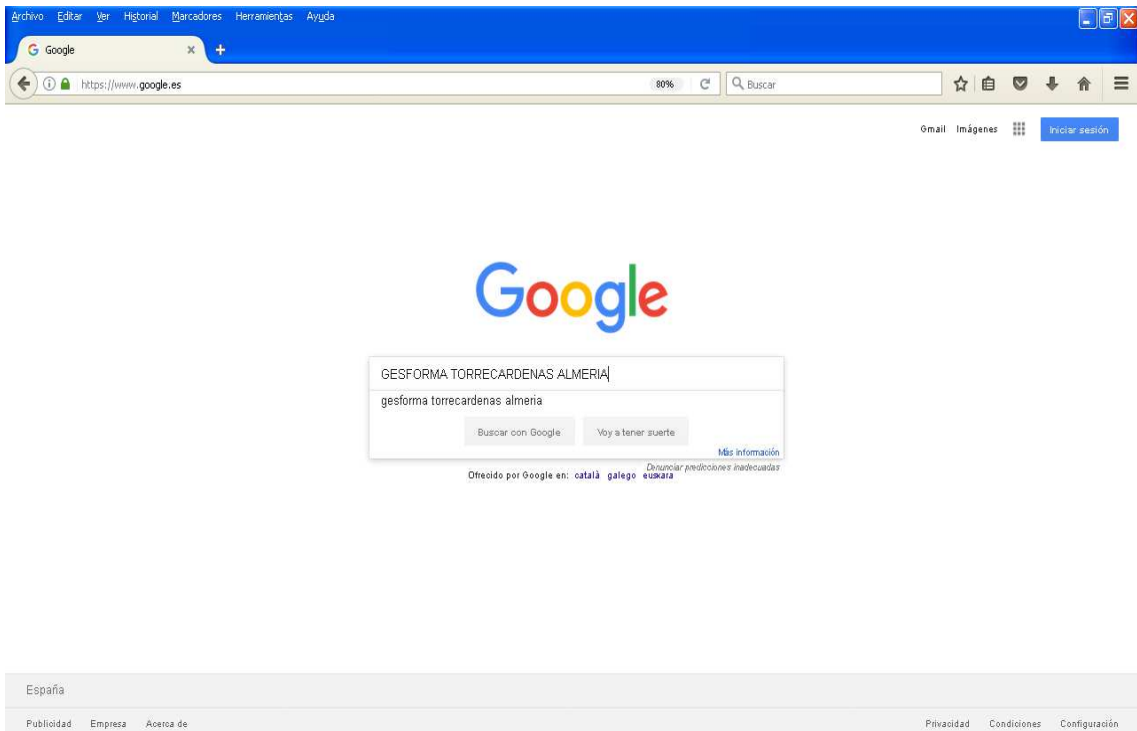 Archivo Editar Ver Historial Marcadores Herramientas Ayuda
Google
https://www.google.es 80% Buscar
Gmail Imágenes Iniciar sesión
Google
GESFORMA TORRECARDENAS ALMERIA
gesforma torrecardenas almeria
Buscar con Google Voy a tener suerte
Más información
Denunciar predicciones inadecuadas
Ofrecido por Google en: català galego euskara
España
Publicidad Empresa Acerca de Privacidad Condiciones Configuración